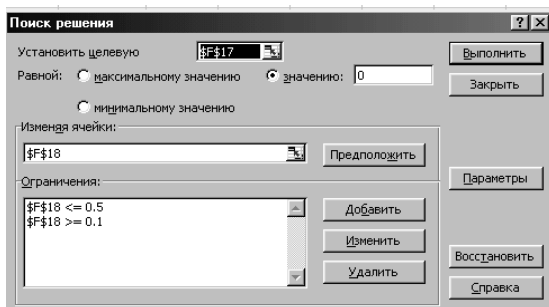 Поиск решения
Установить целевую $F$17 Выполнить
Равной: максимальному значению значению: 0 Закрыть
минимальному значению
Изменяя ячейки:
$F$18 Предположить
Параметры
Ограничения:
$F$18 <= 0.5 Добавить
$F$18 >= 0.1
Изменить
Восстановить
Удалить
Справка